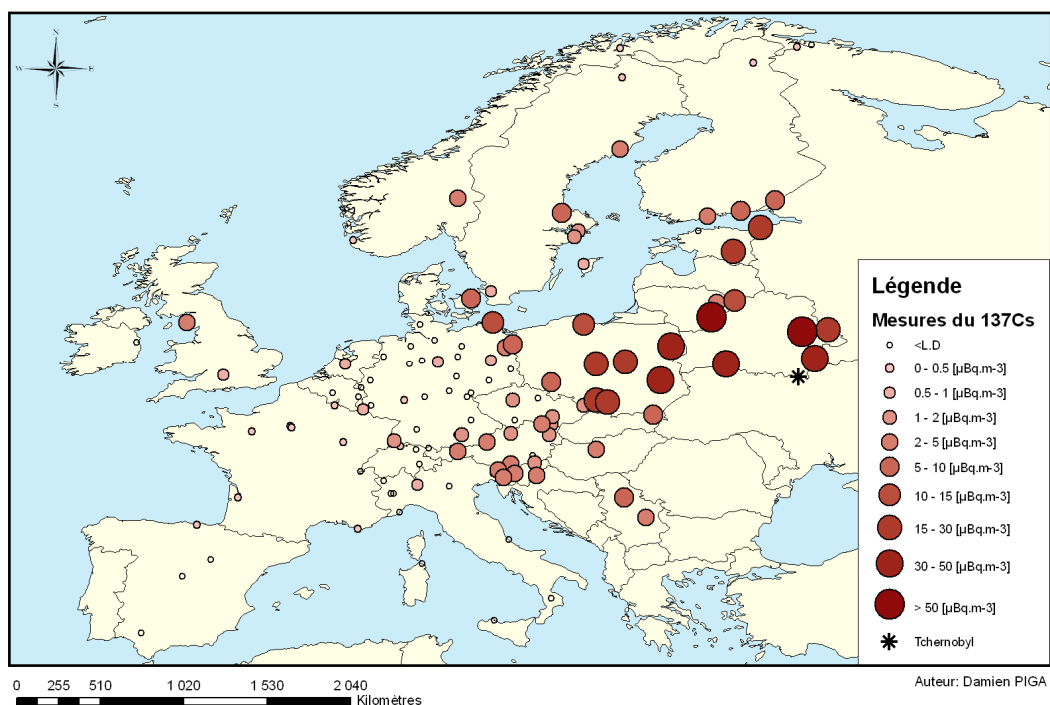 N
W
E
S
Légende
Mesures du 137Cs
<L.D
0 - 0.5 [µBq.m-3]
0.5 - 1 [µBq.m-3]
1 - 2 [µBq.m-3]
2 - 5 [µBq.m-3]
5 - 10 [µBq.m-3]
10 - 15 [µBq.m-3]
15 - 30 [µBq.m-3]
30 - 50 [µBq.m-3]
> 50 [µBq.m-3]
Tchernobyl
Auteur: Damien PIGA
0 255 510 1 020 1 530 2 040
Kilomètres